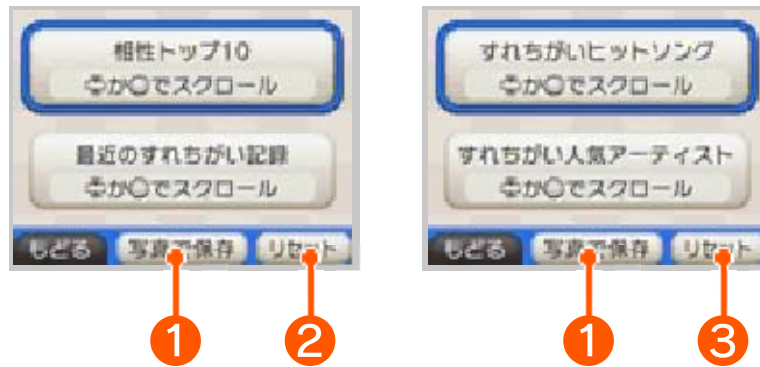 相性トップ10
かでスクロール
最近のすれちがい記録
かでスクロール
もどる 写真で保存 リセット
1 2
すれちがいヒットソング
かでスクロール
すれちがい人気アーティスト
かでスクロール
もどる 写真で保存 リセット
1 3